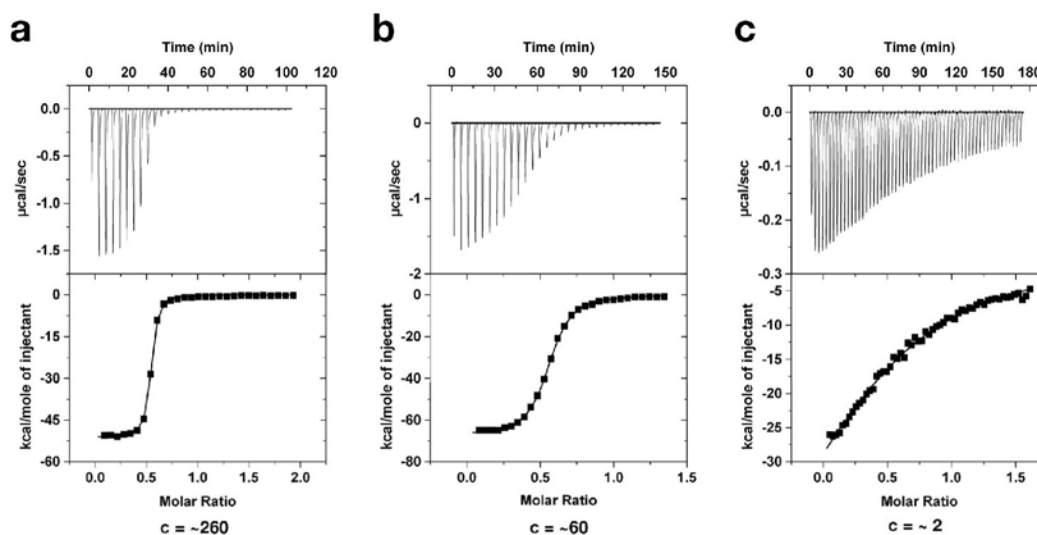 a
Time (min)
0 20 40 60 80 100 120
0.0
-0.5
-1.0
-1.5
µcal/sec
0
-15
-30
-45
-60
kcal/mole of injectant
0.0 0.5 1.0 1.5 2.0
Molar Ratio
c = ~260
b
Time (min)
0 30 60 90 120 150
0
-1
-2
µcal/sec
0
-20
-40
-60
-80
kcal/mole of injectant
0.0 0.5 1.0 1.5
Molar Ratio
c = ~60
c
Time (min)
0 30 60 90 120 150 180
0.0
-0.1
-0.2
-0.3
µcal/sec
-5
-10
-15
-20
-25
-30
kcal/mole of injectant
0.0 0.5 1.0 1.5
Molar Ratio
c = ~ 2